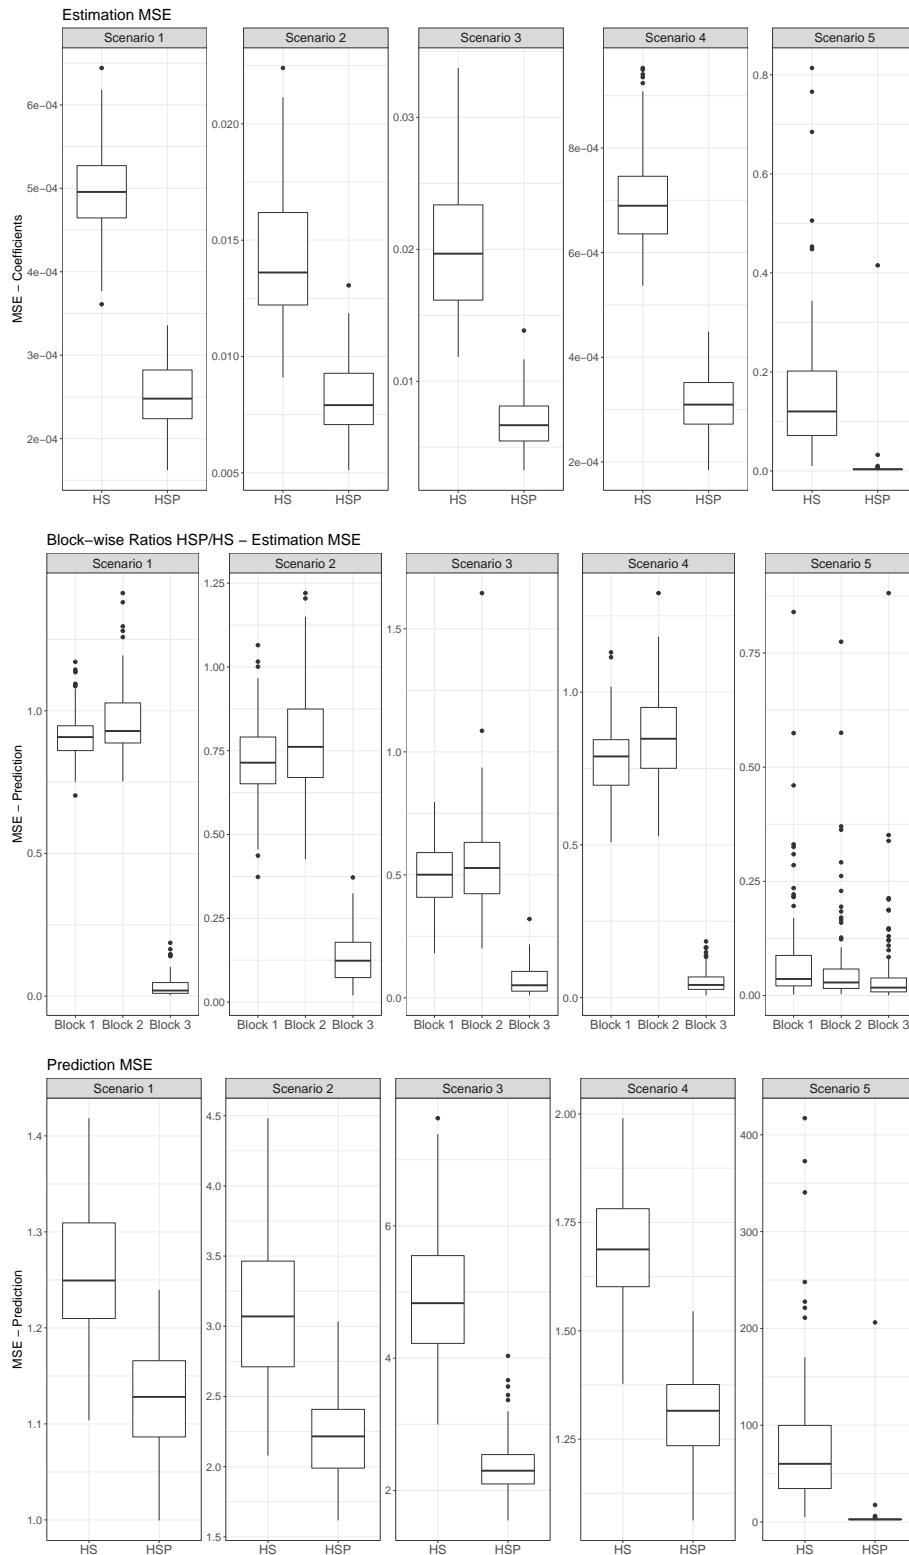 Estimation MSE
Scenario 1 Scenario 2 Scenario 3 Scenario 4 Scenario 5
MSE − Coefficients
6e−04
5e−04
4e−04
3e−04
2e−04
0.020
0.015
0.010
0.005
0.03
0.02
0.01
8e−04
6e−04
4e−04
2e−04
0.8
0.6
0.4
0.2
0.0
HS HSP HS HSP HS HSP HS HSP HS HSP
Block−wise Ratios HSP/HS − Estimation MSE
Scenario 1 Scenario 2 Scenario 3 Scenario 4 Scenario 5
MSE − Prediction
1.0
0.5
0.0
1.25
1.00
0.75
0.50
0.25
0.00
1.5
1.0
0.5
0.0
1.0
0.5
0.0
0.75
0.50
0.25
0.00
Block 1 Block 2 Block 3 Block 1 Block 2 Block 3 Block 1 Block 2 Block 3 Block 1 Block 2 Block 3 Block 1 Block 2 Block 3
Prediction MSE
Scenario 1 Scenario 2 Scenario 3 Scenario 4 Scenario 5
MSE − Prediction
1.4
1.3
1.2
1.1
1.0
4.5
4.0
3.5
3.0
2.5
2.0
1.5
6
4
2
2.00
1.75
1.50
1.25
400
300
200
100
0
HS HSP HS HSP HS HSP HS HSP HS HSP